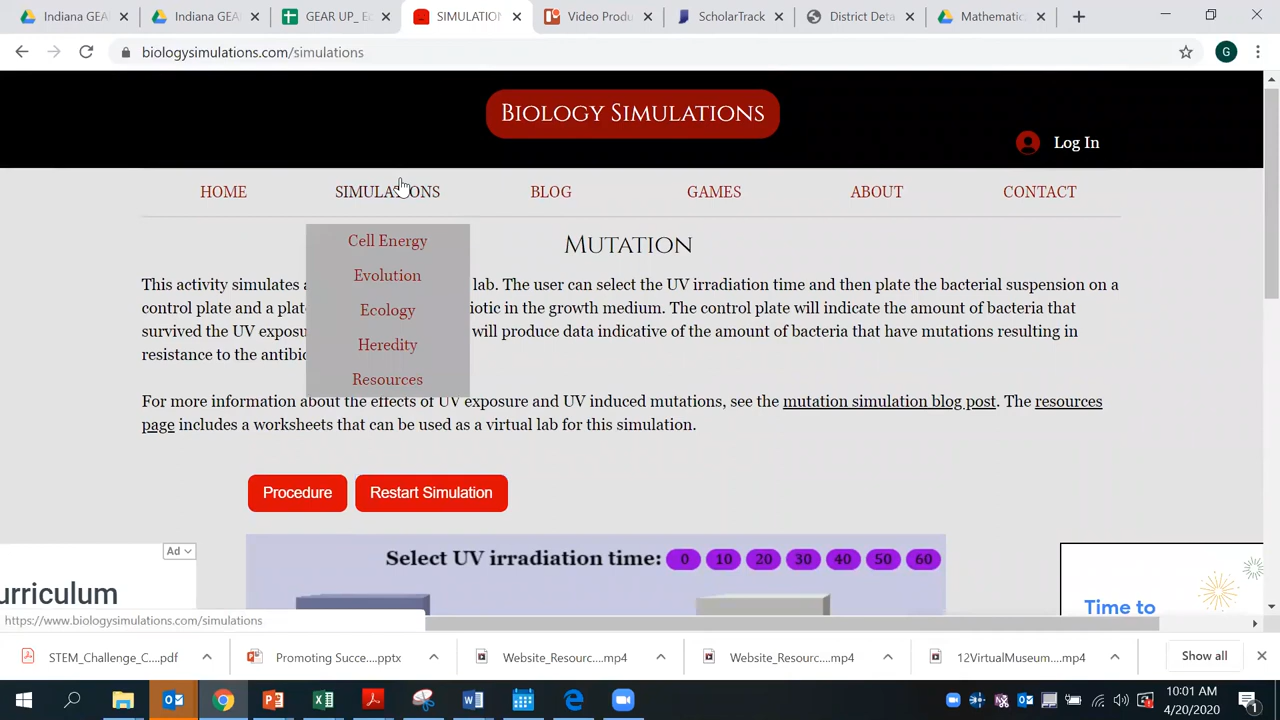 Indiana GEA
Indiana GEA
GEAR UP_ Ec
SIMULATION
Video Produ
ScholarTrack
District Deta
Mathematic
biologysimulations.com/simulations
G
BIOLOGY SIMULATIONS
Log In
HOME
SIMULATIONS
BLOG
GAMES
ABOUT
CONTACT
Cell Energy
Evolution
Ecology
Heredity
Resources
MUTATION
This activity simulates a lab. The user can select the UV irradiation time and then plate the bacterial suspension on a
control plate and a plat iotic in the growth medium. The control plate will indicate the amount of bacteria that
survived the UV exposu will produce data indicative of the amount of bacteria that have mutations resulting in
resistance to the antibio
For more information about the effects of UV exposure and UV induced mutations, see the mutation simulation blog post. The resources
page includes a worksheets that can be used as a virtual lab for this simulation.
Procedure
Restart Simulation
Ad
urriculum
Select UV irradiation time: 0 10 20 30 40 50 60
Time to
https://www.biologysimulations.com/simulations
STEM_Challenge_C....pdf
Promoting Succe....pptx
Website_Resourc....mp4
Website_Resourc....mp4
12VirtualMuseum....mp4
Show all
10:01 AM
4/20/2020
1